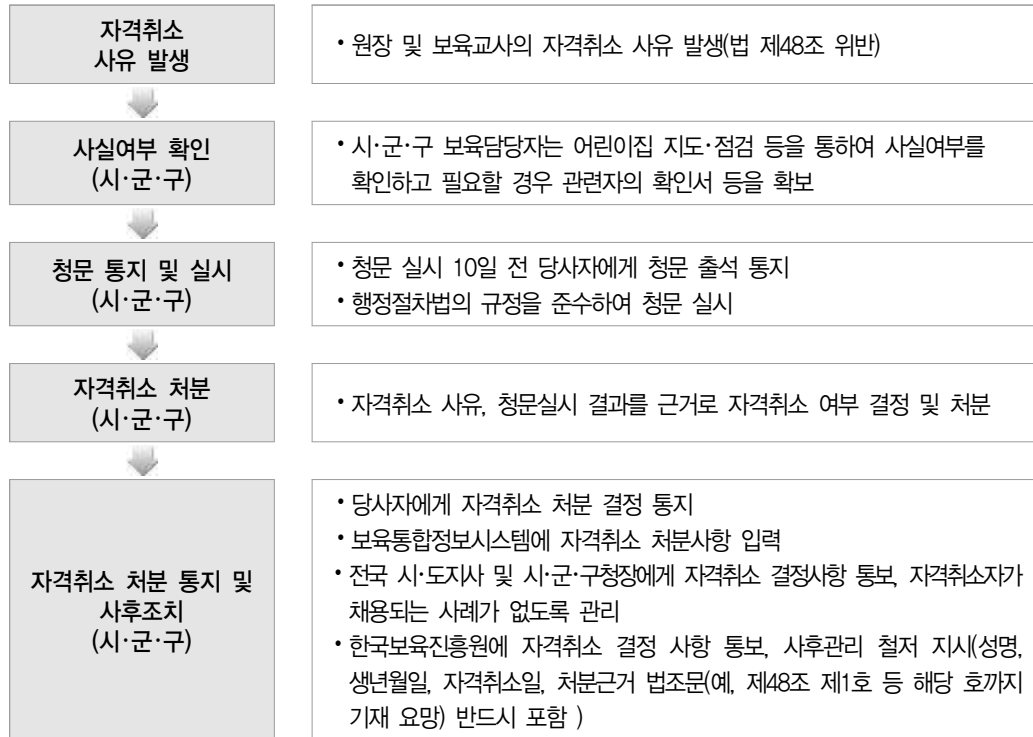 자격취소
사유 발생
• 원장 및 보육교사의 자격취소 사유 발생(법 제48조 위반)
사실여부 확인
(시·군·구)
• 시·군·구 보육담당자는 어린이집 지도·점검 등을 통하여 사실여부를
확인하고 필요할 경우 관련자의 확인서 등을 확보
청문 통지 및 실시
(시·군·구)
• 청문 실시 10일 전 당사자에게 청문 출석 통지
• 행정절차법의 규정을 준수하여 청문 실시
자격취소 처분
(시·군·구)
• 자격취소 사유, 청문실시 결과를 근거로 자격취소 여부 결정 및 처분
자격취소 처분 통지 및
사후조치
(시·군·구)
• 당사자에게 자격취소 처분 결정 통지
• 보육통합정보시스템에 자격취소 처분사항 입력
• 전국 시·도지사 및 시·군·구청장에게 자격취소 결정사항 통보, 자격취소자가
채용되는 사례가 없도록 관리
• 한국보육진흥원에 자격취소 결정 사항 통보, 사후관리 철저 지시(성명,
생년월일, 자격취소일, 처분근거 법조문(예, 제48조 제1호 등 해당 호까지
기재 요망) 반드시 포함 )